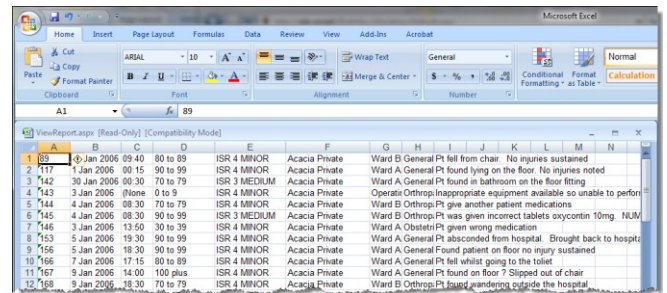 Microsoft Excel
Home Insert Page Layout Formulas Data Review View Add-Ins Acrobat
Cut
Copy
Format Painter
Paste
Clipboard
ARIAL 10 A A
B I U A
Font
Wrap Text
Merge & Center
Alignment
General
$ % , .0 .00
Number
Conditional Formatting
Format as Table
Normal
Calculation
A1 fx 89
ViewReport.aspx [Read-Only] [Compatibility Mode]
A B C D E F G H I J K L M N
1 89 Jan 2006 09:40 80 to 89 ISR 4 MINOR Acacia Private Ward B General Pt fell from chair. No injuries sustained
2 117 1 Jan 2006 00:15 90 to 99 ISR 4 MINOR Acacia Private Ward A General Pt found lying on the floor. No injuries noted
3 142 30 Jan 2006 00:30 70 to 79 ISR 3 MEDIUM Acacia Private Ward A General Pt found in bathroom on the floor fitting
4 143 3 Jan 2006 (None 0 to 9 ISR 4 MINOR Acacia Private Operatin Orthrop Inappropriate equipment available so unable to perform
5 144 4 Jan 2006 08:30 70 to 79 ISR 4 MINOR Acacia Private Ward B Orthrop Pt give another patient medications
6 145 4 Jan 2006 08:30 90 to 99 ISR 3 MEDIUM Acacia Private Ward B Orthrop Pt was given incorrect tablets oxycontin 10mg. NUM
7 146 3 Jan 2006 13:50 30 to 39 ISR 4 MINOR Acacia Private Ward A Obstetri Pt given wrong medication
8 153 5 Jan 2006 19:30 90 to 99 ISR 4 MINOR Acacia Private Ward A General Pt absconded from hospital. Brought back to hospita
9 156 7 Jan 2006 18:30 90 to 99 ISR 4 MINOR Acacia Private Ward A General Found patient on floor no injury sustained
10 166 7 Jan 2006 17:15 80 to 89 ISR 4 MINOR Acacia Private Ward A General Pt fell whilst going to the toliet
11 167 9 Jan 2006 14:00 100 plus ISR 4 MINOR Acacia Private Ward A General Pt found on floor ? Slipped out of chair
12 168 9 Jan 2006 18:30 70 to 79 ISR 4 MINOR Acacia Private Ward B Orthrop Pt found wandering outside the hospital